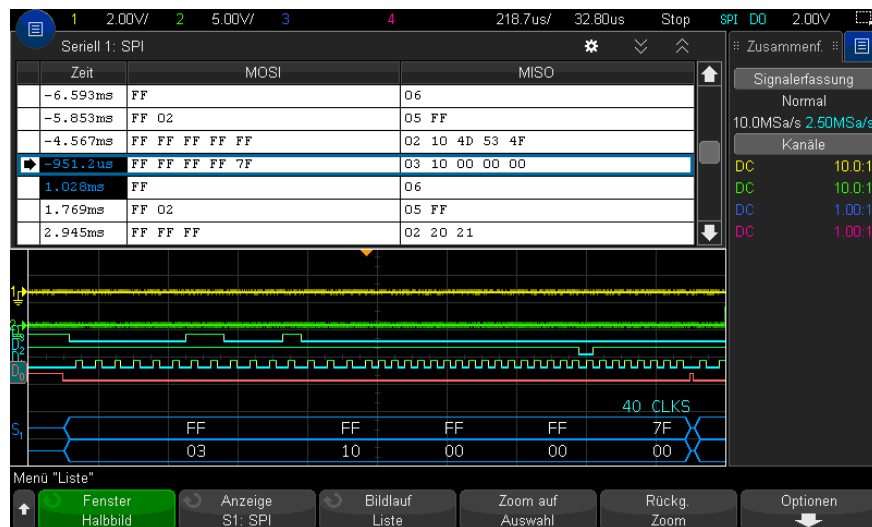 1 2.00V/ 2 5.00V/ 3 4 218.7us/ 32.80us Stop SPI D0 2.00V
Seriell 1: SPI
Zeit MOSI MISO
-6.593ms FF 06
-5.853ms FF 02 05 FF
-4.567ms FF FF FF FF FF 02 10 4D 53 4F
-951.2us FF FF FF FF 7F 03 10 00 00 00
1.028ms FF 06
1.769ms FF 02 05 FF
2.945ms FF FF FF 02 20 21
Zusammenf.
Signalerfassung
Normal
10.0MSa/s 2.50MSa/s
Kanäle
DC 10.0:1
DC 10.0:1
DC 1.00:1
DC 1.00:1
1
D2
D0
40 CLKS
S1 FF FF FF FF 7F
03 10 00 00 00
Menü "Liste"
Fenster Halbbild
Anzeige S1: SPI
Bildlauf Liste
Zoom auf Auswahl
Rückg. Zoom
Optionen